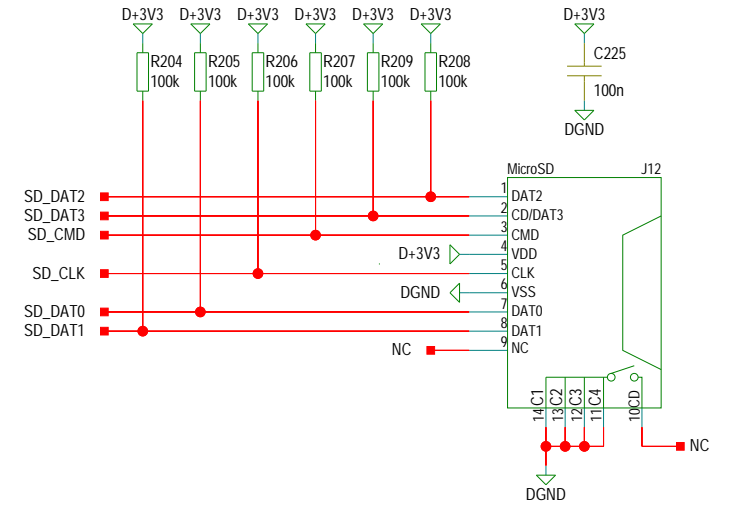 D+3V3 D+3V3 D+3V3 D+3V3 D+3V3 D+3V3 D+3V3
R204 R205 R206 R207 R209 R208 C225
100k 100k 100k 100k 100k 100k 100n
DGND
MicroSD J12
SD_DAT2 1 DAT2
SD_DAT3 2 CD/DAT3
SD_CMD 3 CMD
D+3V3 4 VDD
SD_CLK 5 CLK
DGND 6 VSS
SD_DAT0 7 DAT0
SD_DAT1 8 DAT1
NC 9 NC
14 C1 13 C2 12 C3 11 C4 10 CD
NC
DGND